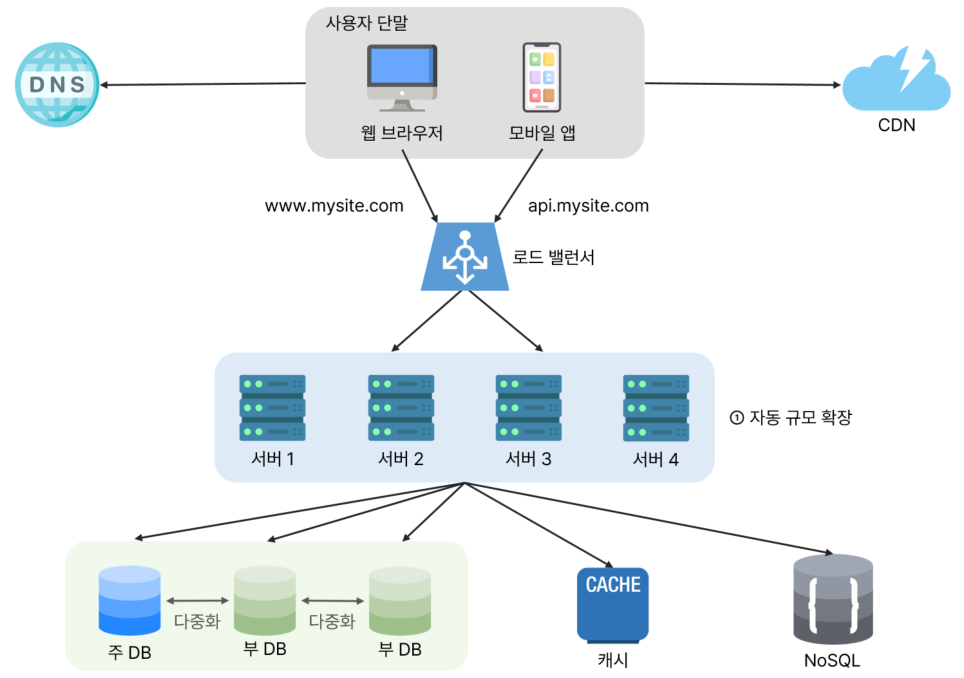 사용자 단말
DNS
웹 브라우저
모바일 앱
CDN
www.mysite.com
api.mysite.com
로드 밸런서
서버 1
서버 2
서버 3
서버 4
① 자동 규모 확장
다중화
다중화
주 DB
부 DB
부 DB
CACHE
캐시
NoSQL